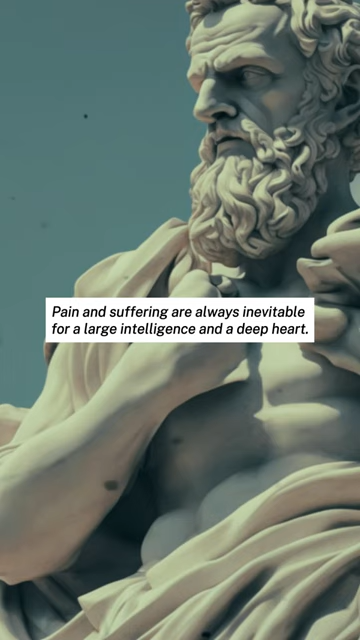 Pain and suffering are always inevitable
for a large intelligence and a deep heart.